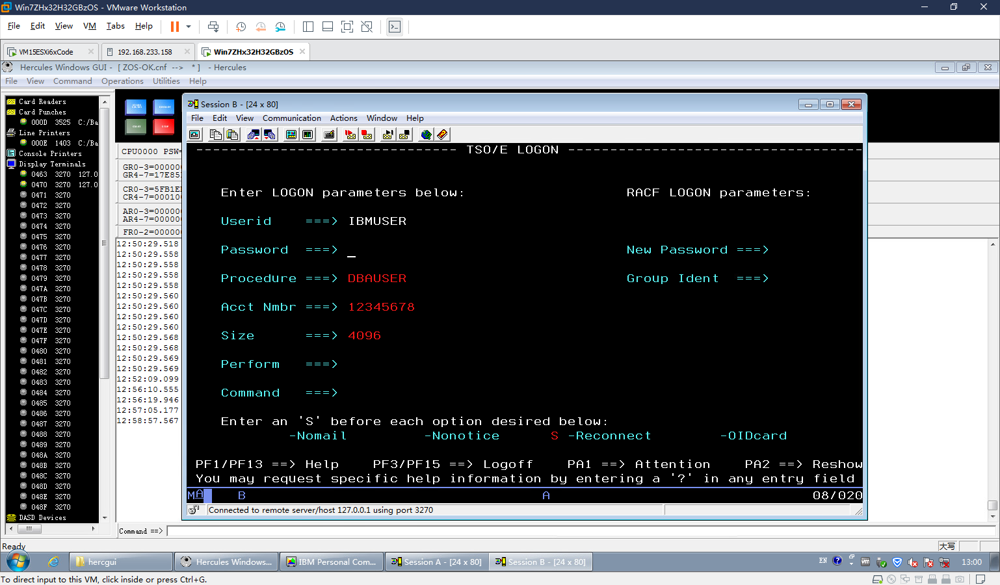 Win7ZHx32H32GBzOS - VMware Workstation
File Edit View VM Tabs Help
VM15ESXi6xCode 192.168.233.158 Win7ZHx32H32GBzOS
Hercules Windows GUI - [ ZOS-OK.cnf --> * ] - Hercules
File View Command Operations Utilities Help
Card Readers
Card Punches
000D 3525 C:/Ba
Line Printers
000E 1403 C:/Ba
Console Printers
Display Terminals
0463 3270 127.0
0470 3270 127.0
0471 3270
0472 3270
0473 3270
0474 3270
0475 3270
0476 3270
0477 3270
0478 3270
0479 3270
047A 3270
047B 3270
047C 3270
047D 3270
047E 3270
047F 3270
0480 3270
0481 3270
0482 3270
0483 3270
0484 3270
0485 3270
0486 3270
0487 3270
0488 3270
0489 3270
048A 3270
048B 3270
048C 3270
048D 3270
048E 3270
048F 3270
DASD Devices
CPU0000 PSW=
GR0-3=000000
GR4-7=17E85
CR0-3=5FB1E
CR4-7=000100
AR0-3=000000
AR4-7=000000
FR0-2=000000
12:50:29.518
12:50:29.558
12:50:29.558
12:50:29.558
12:50:29.558
12:50:29.560
12:50:29.560
12:50:29.560
12:50:29.560
12:50:29.568
12:50:29.568
12:50:29.569
12:50:29.569
12:52:09.099
12:56:10.555
12:56:19.946
12:57:05.177
12:58:57.567
Session B - [24 x 80]
File Edit View Communication Actions Window Help
------------------------------- TSO/E LOGON -----------------------------------
Enter LOGON parameters below: RACF LOGON parameters:
Userid ===> IBMUSER
Password ===> _ New Password ===>
Procedure ===> DBAUSER Group Ident ===>
Acct Nmbr ===> 12345678
Size ===> 4096
Perform ===>
Command ===>
Enter an 'S' before each option desired below:
-Nomail -Nonotice S -Reconnect -OIDcard
PF1/PF13 ==> Help PF3/PF15 ==> Logoff PA1 ==> Attention PA2 ==> Reshow
You may request specific help information by entering a '?' in any entry field
MA B A 08/020
Connected to remote server/host 127.0.0.1 using port 3270
Command ==>
Ready 大写
hercgui Hercules Windows... IBM Personal Com... Session A - [24 x 80] Session B - [24 x 80] EN 13:00
To direct input to this VM, click inside or press Ctrl+G.